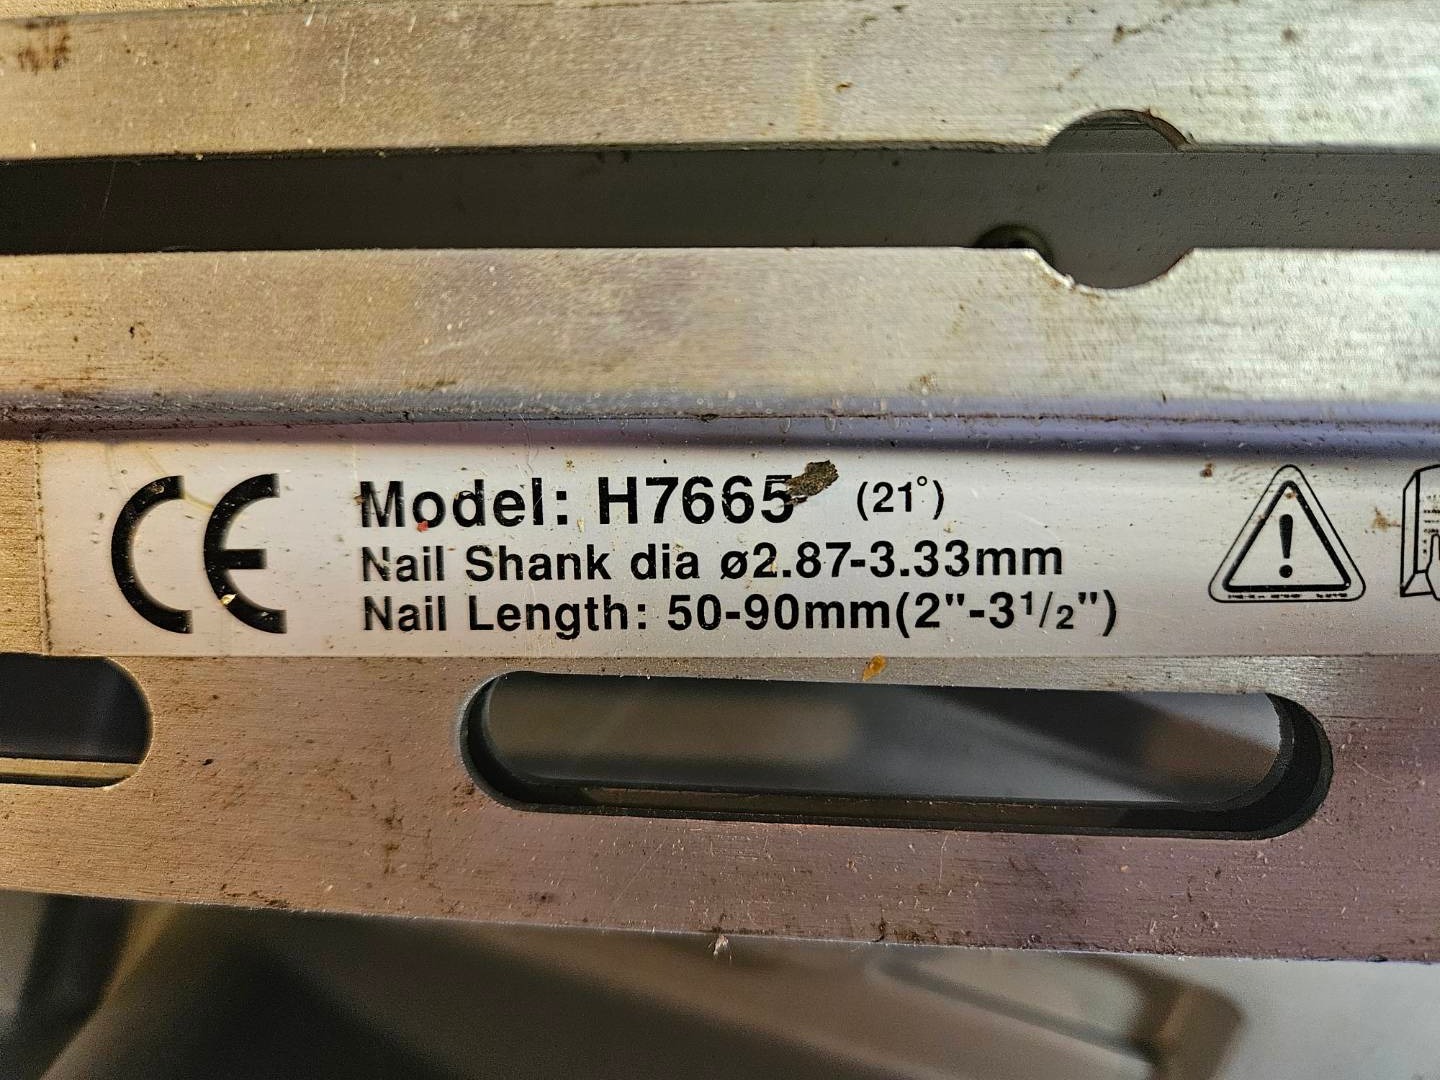 CE Model: H7665 (21°)
Nail Shank dia ø2.87-3.33mm
Nail Length: 50-90mm(2"-3¹/₂")